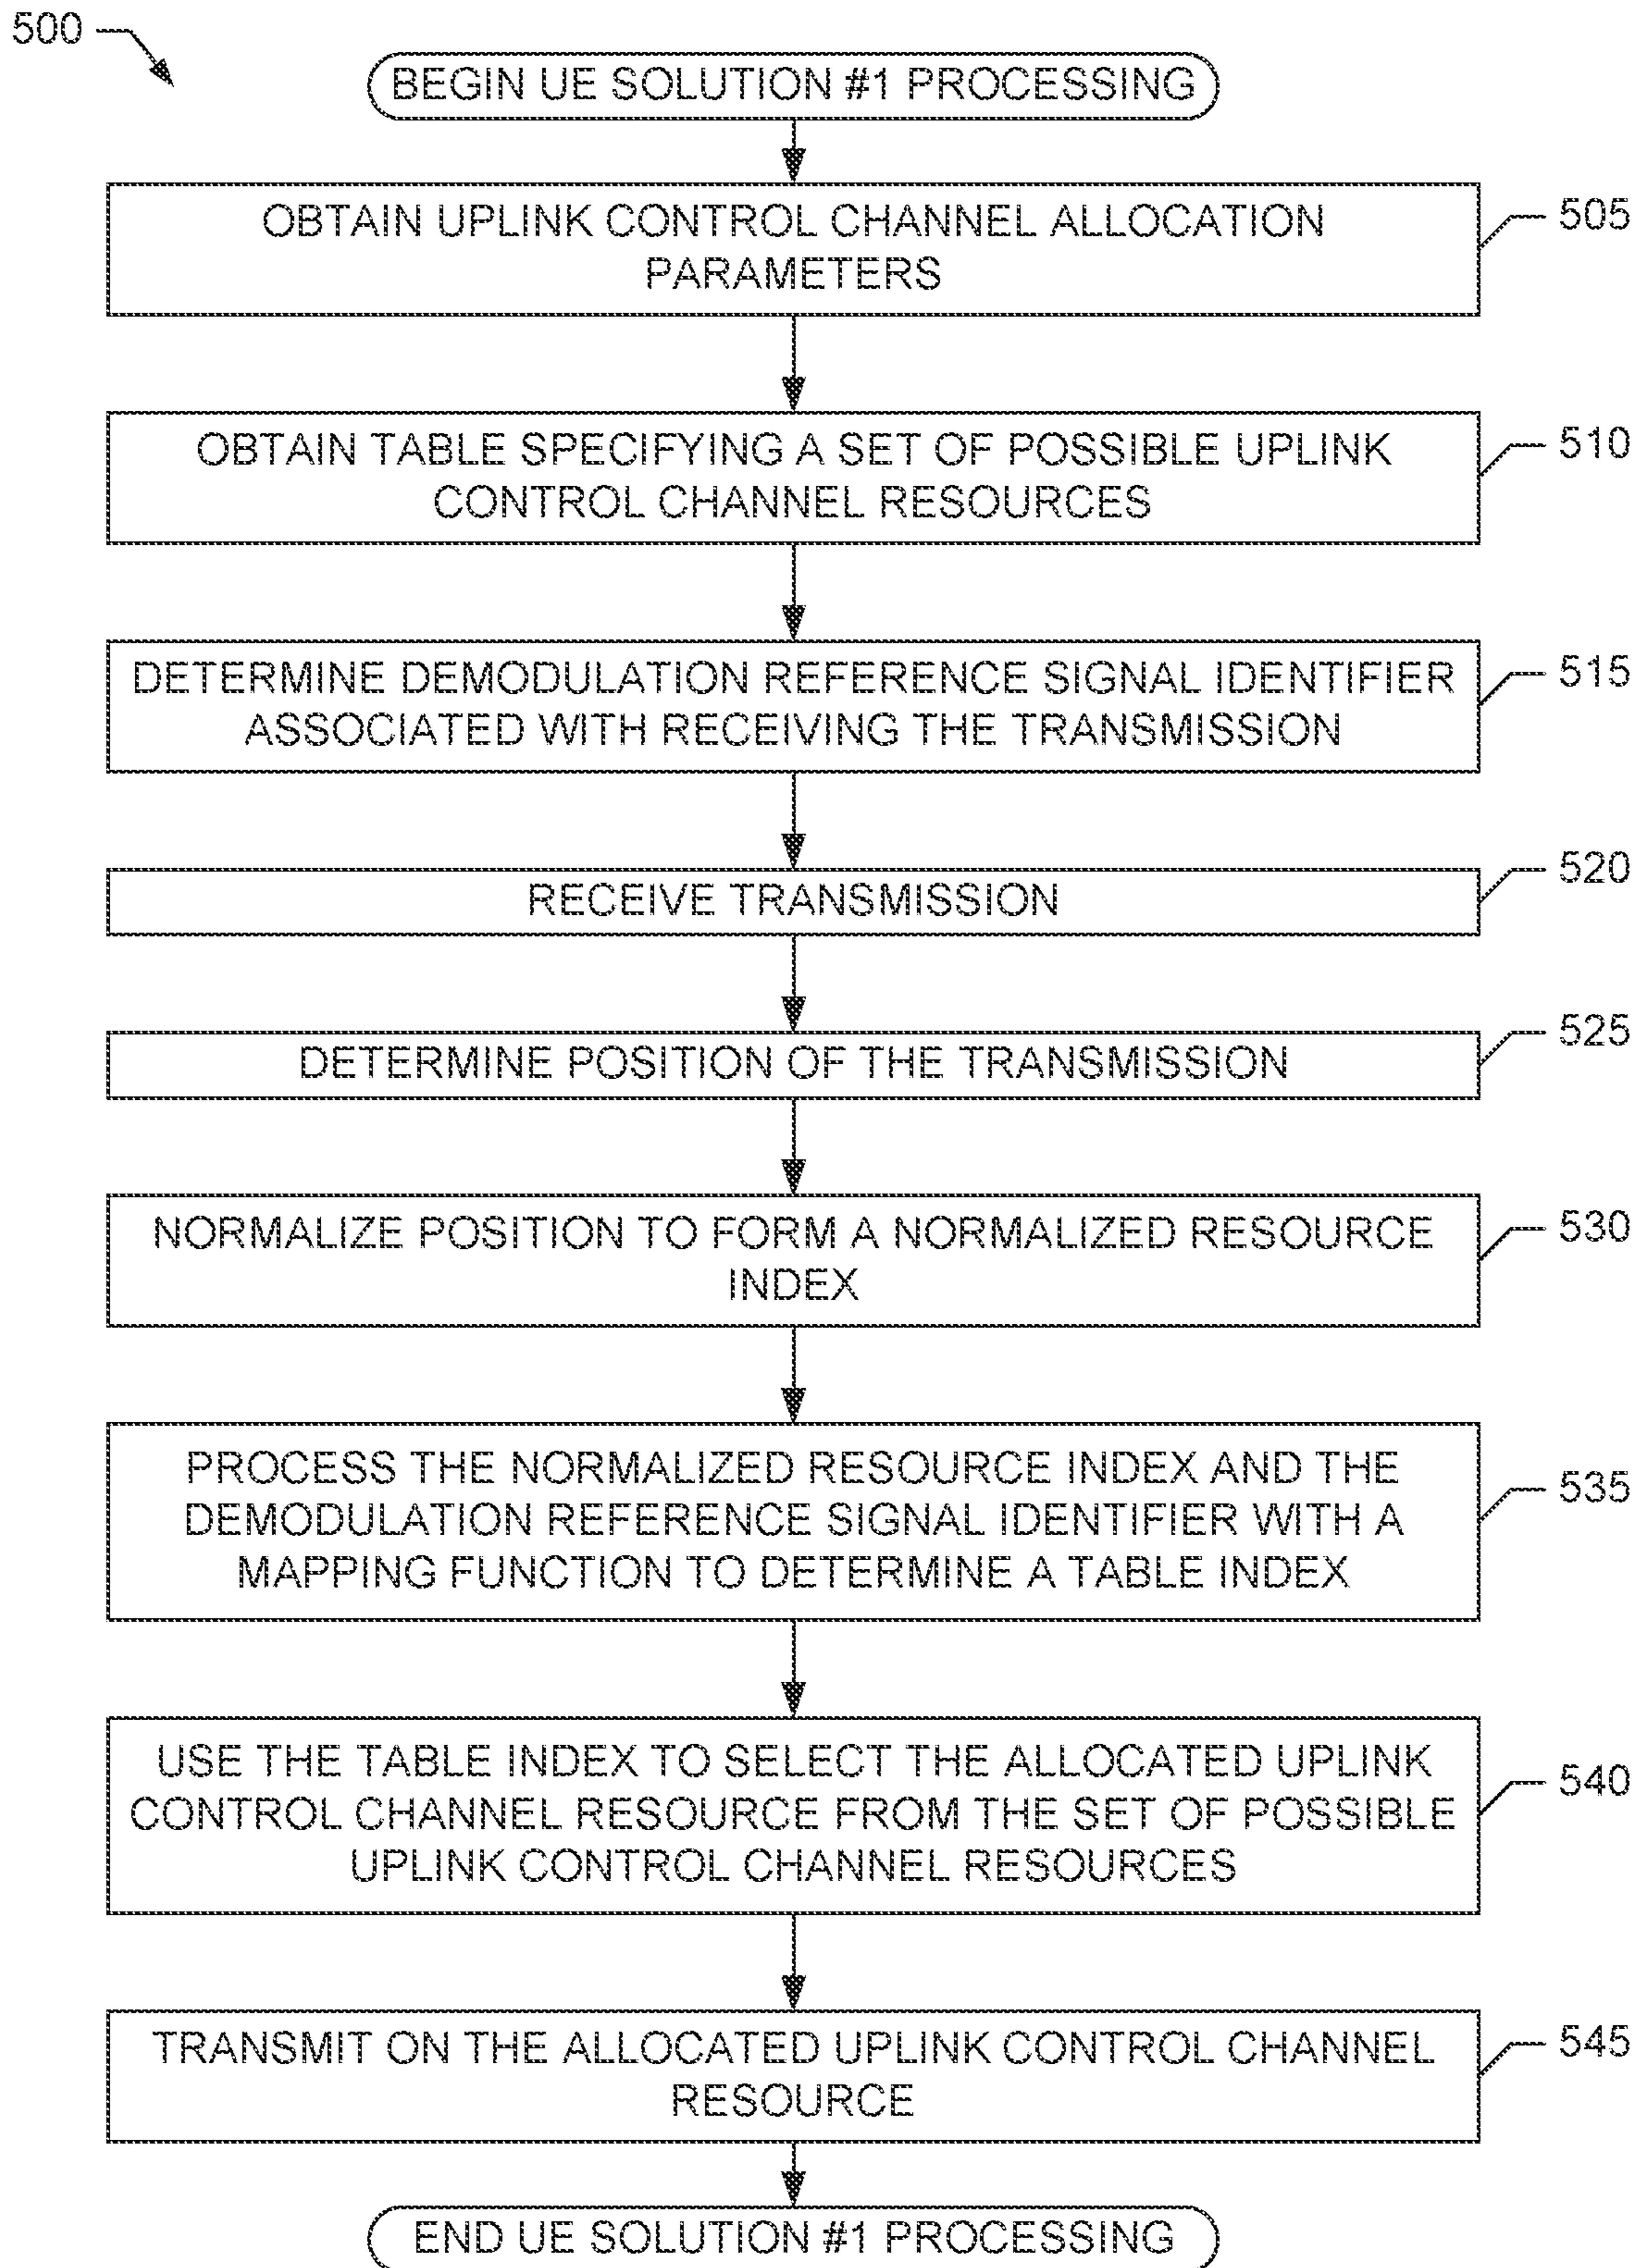 500
BEGIN UE SOLUTION #1 PROCESSING
OBTAIN UPLINK CONTROL CHANNEL ALLOCATION
PARAMETERS
505
OBTAIN TABLE SPECIFYING A SET OF POSSIBLE UPLINK
CONTROL CHANNEL RESOURCES
510
DETERMINE DEMODULATION REFERENCE SIGNAL IDENTIFIER
ASSOCIATED WITH RECEIVING THE TRANSMISSION
515
RECEIVE TRANSMISSION
520
DETERMINE POSITION OF THE TRANSMISSION
525
NORMALIZE POSITION TO FORM A NORMALIZED RESOURCE
INDEX
530
PROCESS THE NORMALIZED RESOURCE INDEX AND THE
DEMODULATION REFERENCE SIGNAL IDENTIFIER WITH A
MAPPING FUNCTION TO DETERMINE A TABLE INDEX
535
USE THE TABLE INDEX TO SELECT THE ALLOCATED UPLINK
CONTROL CHANNEL RESOURCE FROM THE SET OF POSSIBLE
UPLINK CONTROL CHANNEL RESOURCES
540
TRANSMIT ON THE ALLOCATED UPLINK CONTROL CHANNEL
RESOURCE
545
END UE SOLUTION #1 PROCESSING